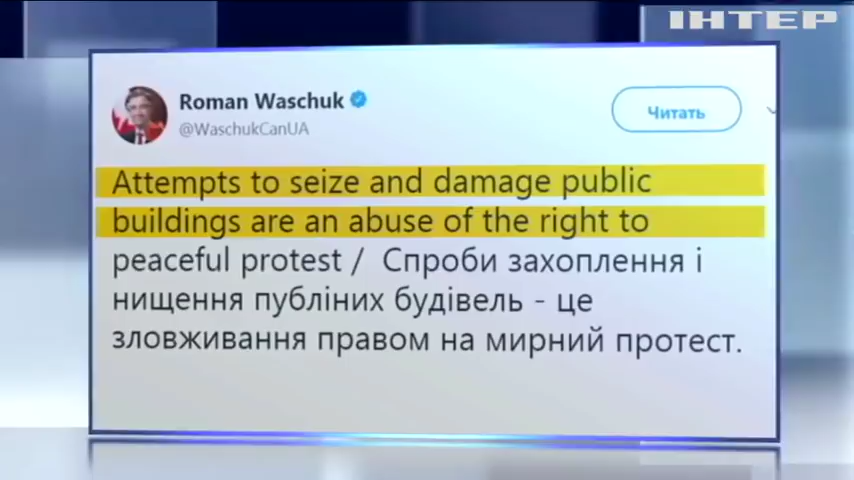 ІНТЕР
Roman Waschuk
@WaschukCanUA
Читать
Attempts to seize and damage public
buildings are an abuse of the right to
peaceful protest / Спроби захоплення і
нищення публіних будівель - це
зловживання правом на мирний протест.